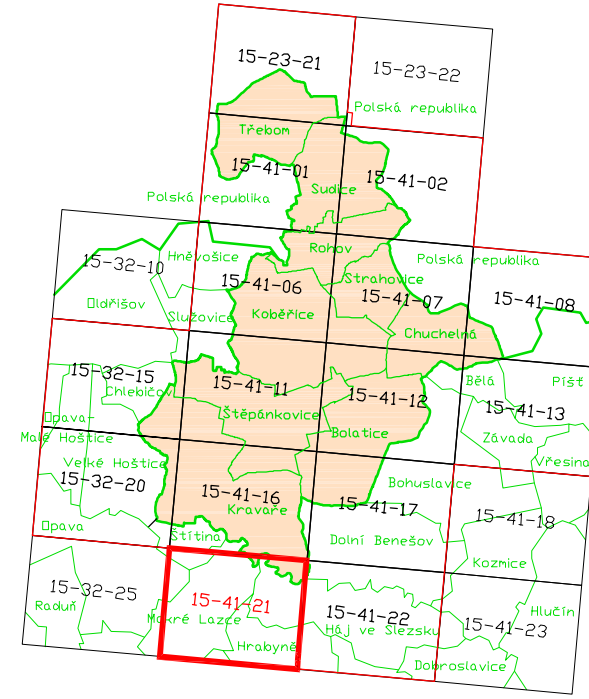 15-23-21
15-23-22
Polská republika
Třebom
15-41-01
15-41-02
Sudice
Polská republika
Rohov
Hněvošice
Polská republika
15-32-10
15-41-06
Strahovice
15-41-07
15-41-08
□ldřišov
Služovice
Kobeřice
Chuchelná
15-32-15
15-41-11
15-41-12
Bělá
Píšť
Chlebičov
15-41-13
□pava-
Štěpánkovice
Malé Hoštice
Bolatice
Závada
Velké Hoštice
Vřesina
15-32-20
15-41-16
Bohuslavice
15-41-17
Kravaře
15-41-18
□pava
Štítina
Dolní Benešov
Kozmice
15-32-25
15-41-21
15-41-22
Raduň
Mokré Lazce
Háj ve Slezsku
15-41-23
Hlučín
Hrabyně
Dobroslavice